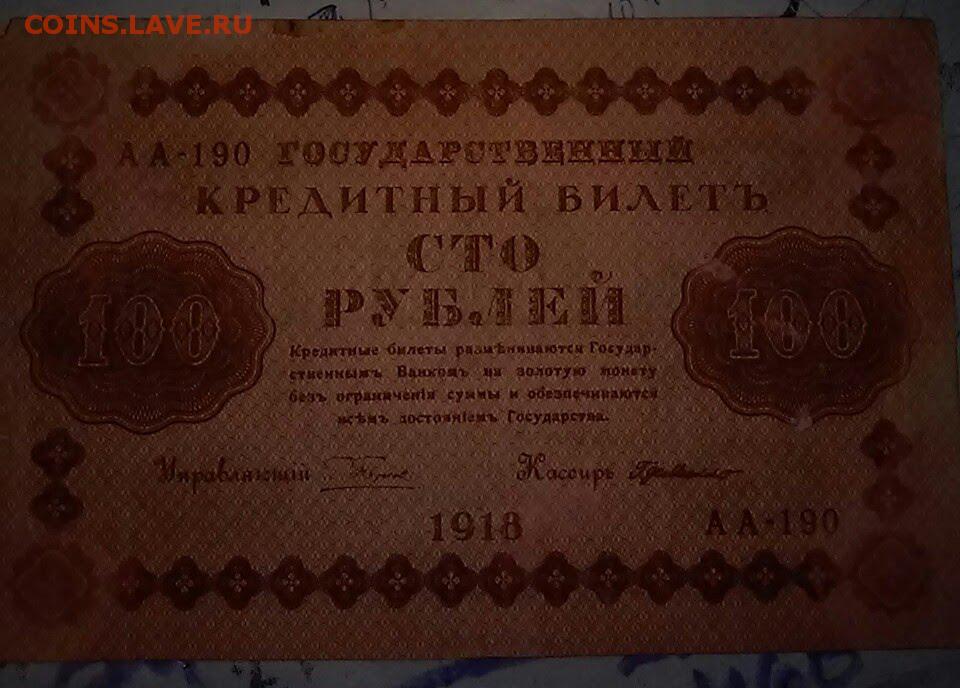 COINS.LAVE.RU
АА-190 ГОСУДАРСТВЕННЫЙ
КРЕДИТНЫЙ БИЛЕТЪ
СТО
РУБЛЕЙ
100
100
Кредитные билеты размѣниваются Государ-
ственнымъ Банкомъ на золотую монету
безъ ограниченія суммы и обезпечиваются
всѣмъ достояніемъ Государства.
Управляющій
Кассиръ
1918
АА-190